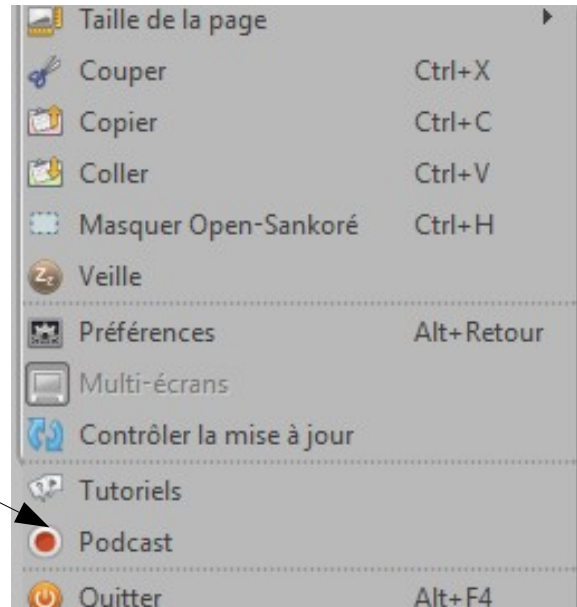 Taille de la page
Couper Ctrl+X
Copier Ctrl+C
Coller Ctrl+V
Masquer Open-Sankoré Ctrl+H
Veille
Préférences Alt+Retour
Multi-écrans
Contrôler la mise à jour
Tutoriels
Podcast
Quitter Alt+F4